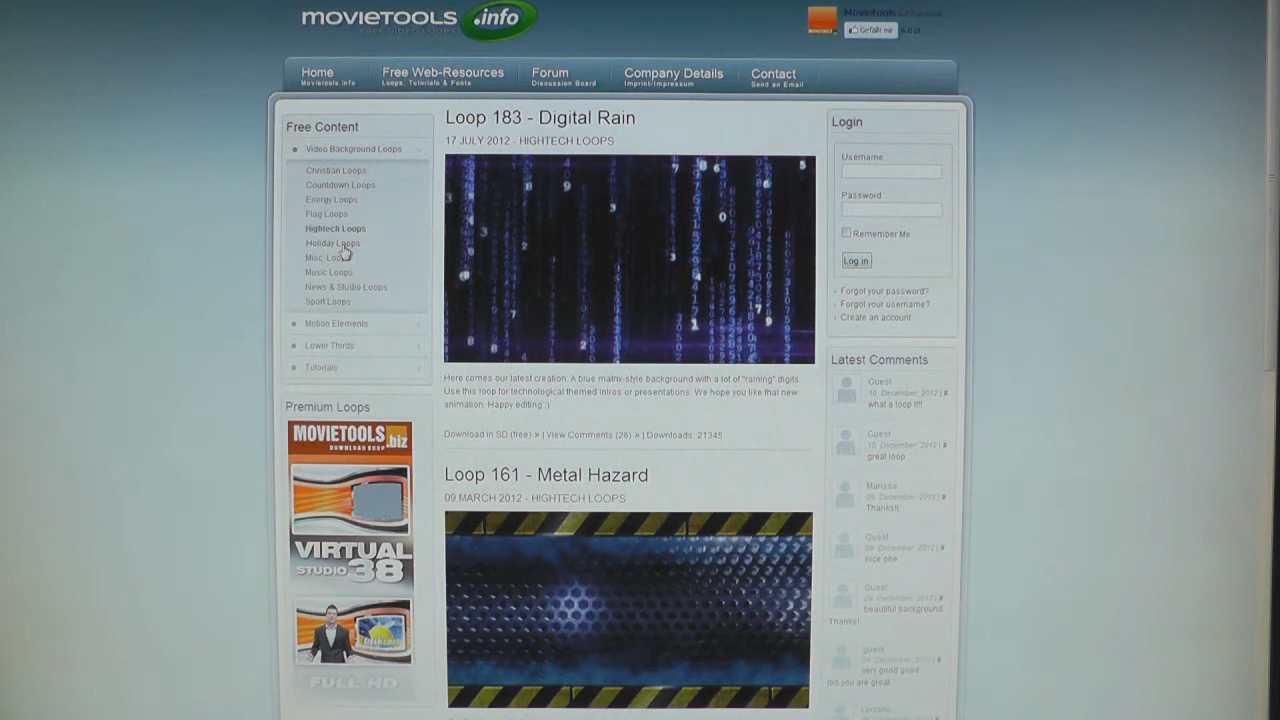 MOVIETOOLS .info
FREE VIDEO LOOPS
Movietools
Gefällt mir
Home
Movietools.Info
Free Web-Resources
Loops, Tutorials & Fonts
Forum
Discussion Board
Company Details
Imprint/Impressum
Contact
Send an Email
Free Content
Video Background Loops
Christian Loops
Countdown Loops
Energy Loops
Flag Loops
Hightech Loops
Holiday Loops
Misc Loops
Music Loops
News & Studio Loops
Sport Loops
Motion Elements
Lower Thirds
Tutorials
Premium Loops
MOVIETOOLS.biz
DOWNLOAD SHOP
VIRTUAL
STUDIO 38
FULL HD
Loop 183 - Digital Rain
17 JULY 2012 - HIGHTECH LOOPS
Here comes our latest creation: A blue matrix-style background with a lot of "raining" digits.
Use this loop for technological themed intros or presentations. We hope you like that new
animation. Happy editing :)
Download in SD (free) » | View Comments (26) » | Downloads: 21345
Loop 161 - Metal Hazard
09 MARCH 2012 - HIGHTECH LOOPS
Login
Username
Password
Remember Me
Log in
Forgot your password?
Forgot your username?
Create an account
Latest Comments
Guest
10. December, 2012 | #
what a loop !!!!
Guest
10. December, 2012 | #
great loop
Marissa
Thanks!(
Guest
nice one
Guest
beautiful background
Thanks!
guest
very good good
job,you are great.
Luciano